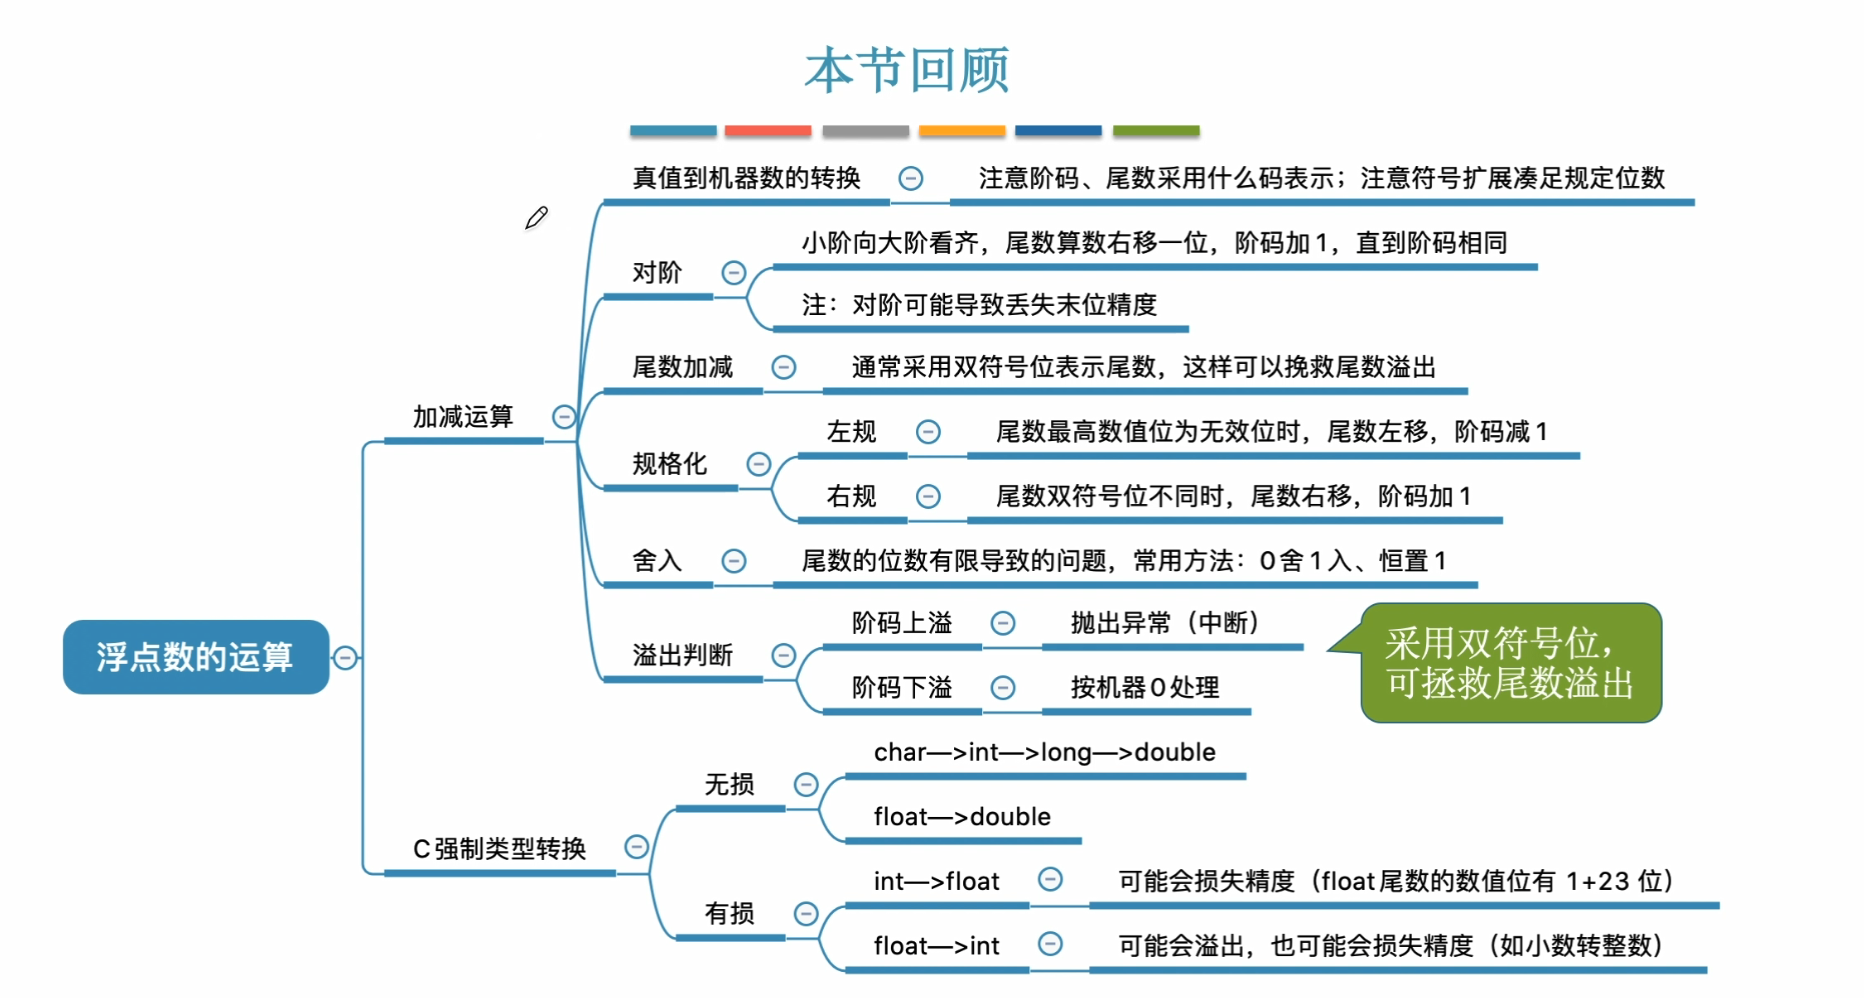 本节回顾
真值到机器数的转换
注意阶码、尾数采用什么码表示；注意符号扩展凑足规定位数
小阶向大阶看齐，尾数算数右移一位，阶码加1，直到阶码相同
对阶
注：对阶可能导致丢失末位精度
尾数加减
通常采用双符号位表示尾数，这样可以挽救尾数溢出
加减运算
左规
尾数最高数值位为无效位时，尾数左移，阶码减1
规格化
右规
尾数双符号位不同时，尾数右移，阶码加1
舍入
尾数的位数有限导致的问题，常用方法：0舍1入、恒置1
阶码上溢
抛出异常（中断）
采用双符号位，
可拯救尾数溢出
溢出判断
浮点数的运算
阶码下溢
按机器0处理
char—>int—>long—>double
无损
float—>double
C强制类型转换
int—>float
可能会损失精度（float尾数的数值位有 1+23 位）
有损
float—>int
可能会溢出，也可能会损失精度（如小数转整数）